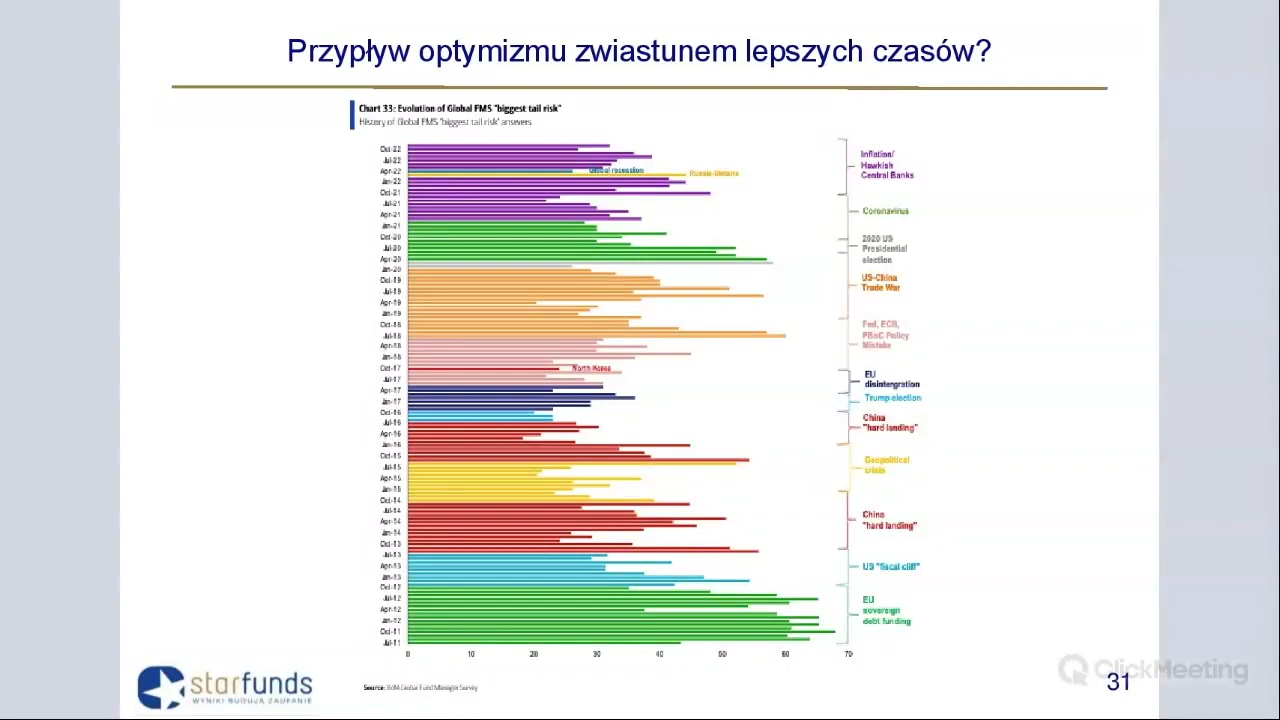 Przypływ optymizmu zwiastunem lepszych czasów?
Chart 33: Evolution of Global FMS "biggest tail risk"
History of Global FMS 'biggest tail risk' answers
Oct-22
Jul-22
Apr-22
Jan-22
Oct-21
Jul-21
Apr-21
Jan-21
Oct-20
Jul-20
Apr-20
Jan-20
Oct-19
Jul-19
Apr-19
Jan-19
Oct-18
Jul-18
Apr-18
Jan-18
Oct-17
Jul-17
Apr-17
Jan-17
Oct-16
Jul-16
Apr-16
Jan-16
Oct-15
Jul-15
Apr-15
Jan-15
Oct-14
Jul-14
Apr-14
Jan-14
Oct-13
Jul-13
Apr-13
Jan-13
Oct-12
Jul-12
Apr-12
Jan-12
Oct-11
Jul-11
Global recession
Russia-Ukraine
North Korea
Inflation/
Hawkish
Central Banks
Coronavirus
2020 US
Presidential
election
US-China
Trade War
Fed, ECB,
PBoC Policy
Mistake
EU
disintergration
Trump election
China
"hard landing"
Geopolitical
crisis
China
"hard landing"
US "fiscal cliff"
EU
sovereign
debt funding
0 10 20 30 40 50 60 70
Source: BofA Global Fund Manager Survey
starfunds
WYNIKI BUDUJĄ ZAUFANIE
ClickMeeting
31